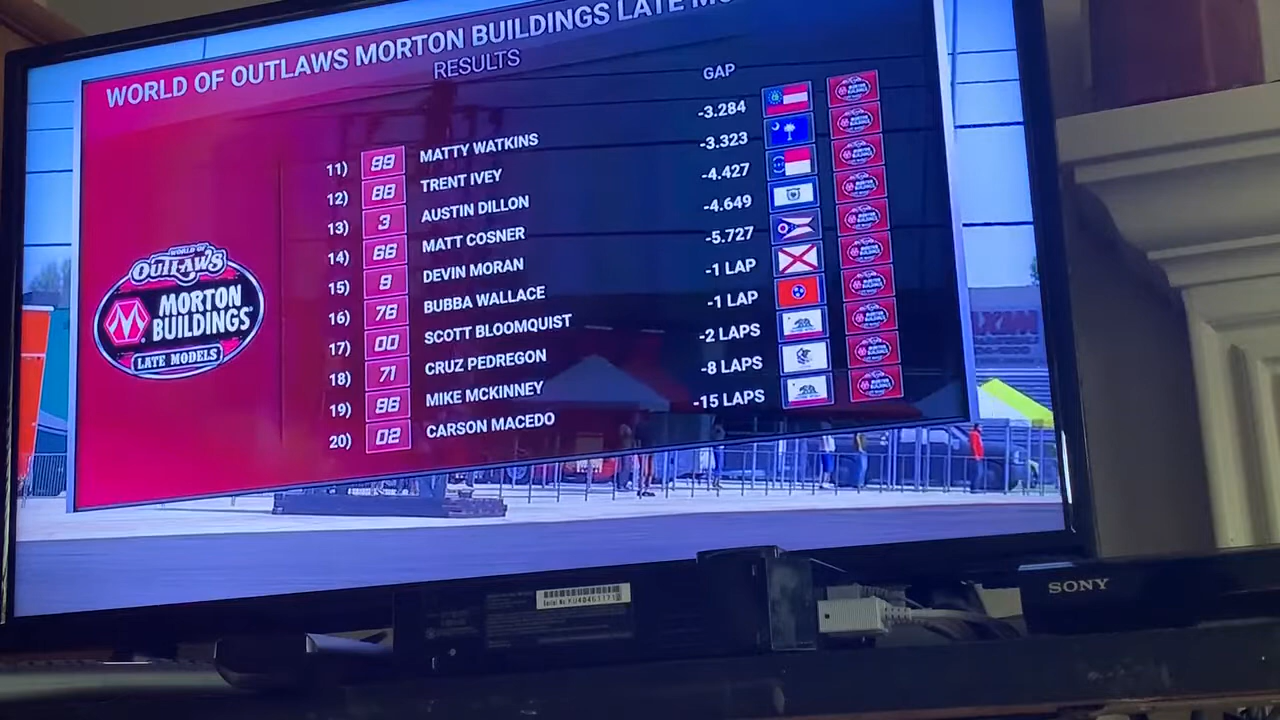 WORLD OF OUTLAWS MORTON BUILDINGS LATE
RESULTS
GAP
11) 99 MATTY WATKINS -3.284
12) 88 TRENT IVEY -3.323
13) 3 AUSTIN DILLON -4.427
14) 66 MATT COSNER -4.649
15) 9 DEVIN MORAN -5.727
16) 78 BUBBA WALLACE -1 LAP
17) 00 SCOTT BLOOMQUIST -1 LAP
18) 71 CRUZ PEDREGON -2 LAPS
19) 96 MIKE MCKINNEY -8 LAPS
20) 02 CARSON MACEDO -15 LAPS
WORLD OF
OUTLAWS
MORTON
BUILDINGS
LATE MODELS
SONY